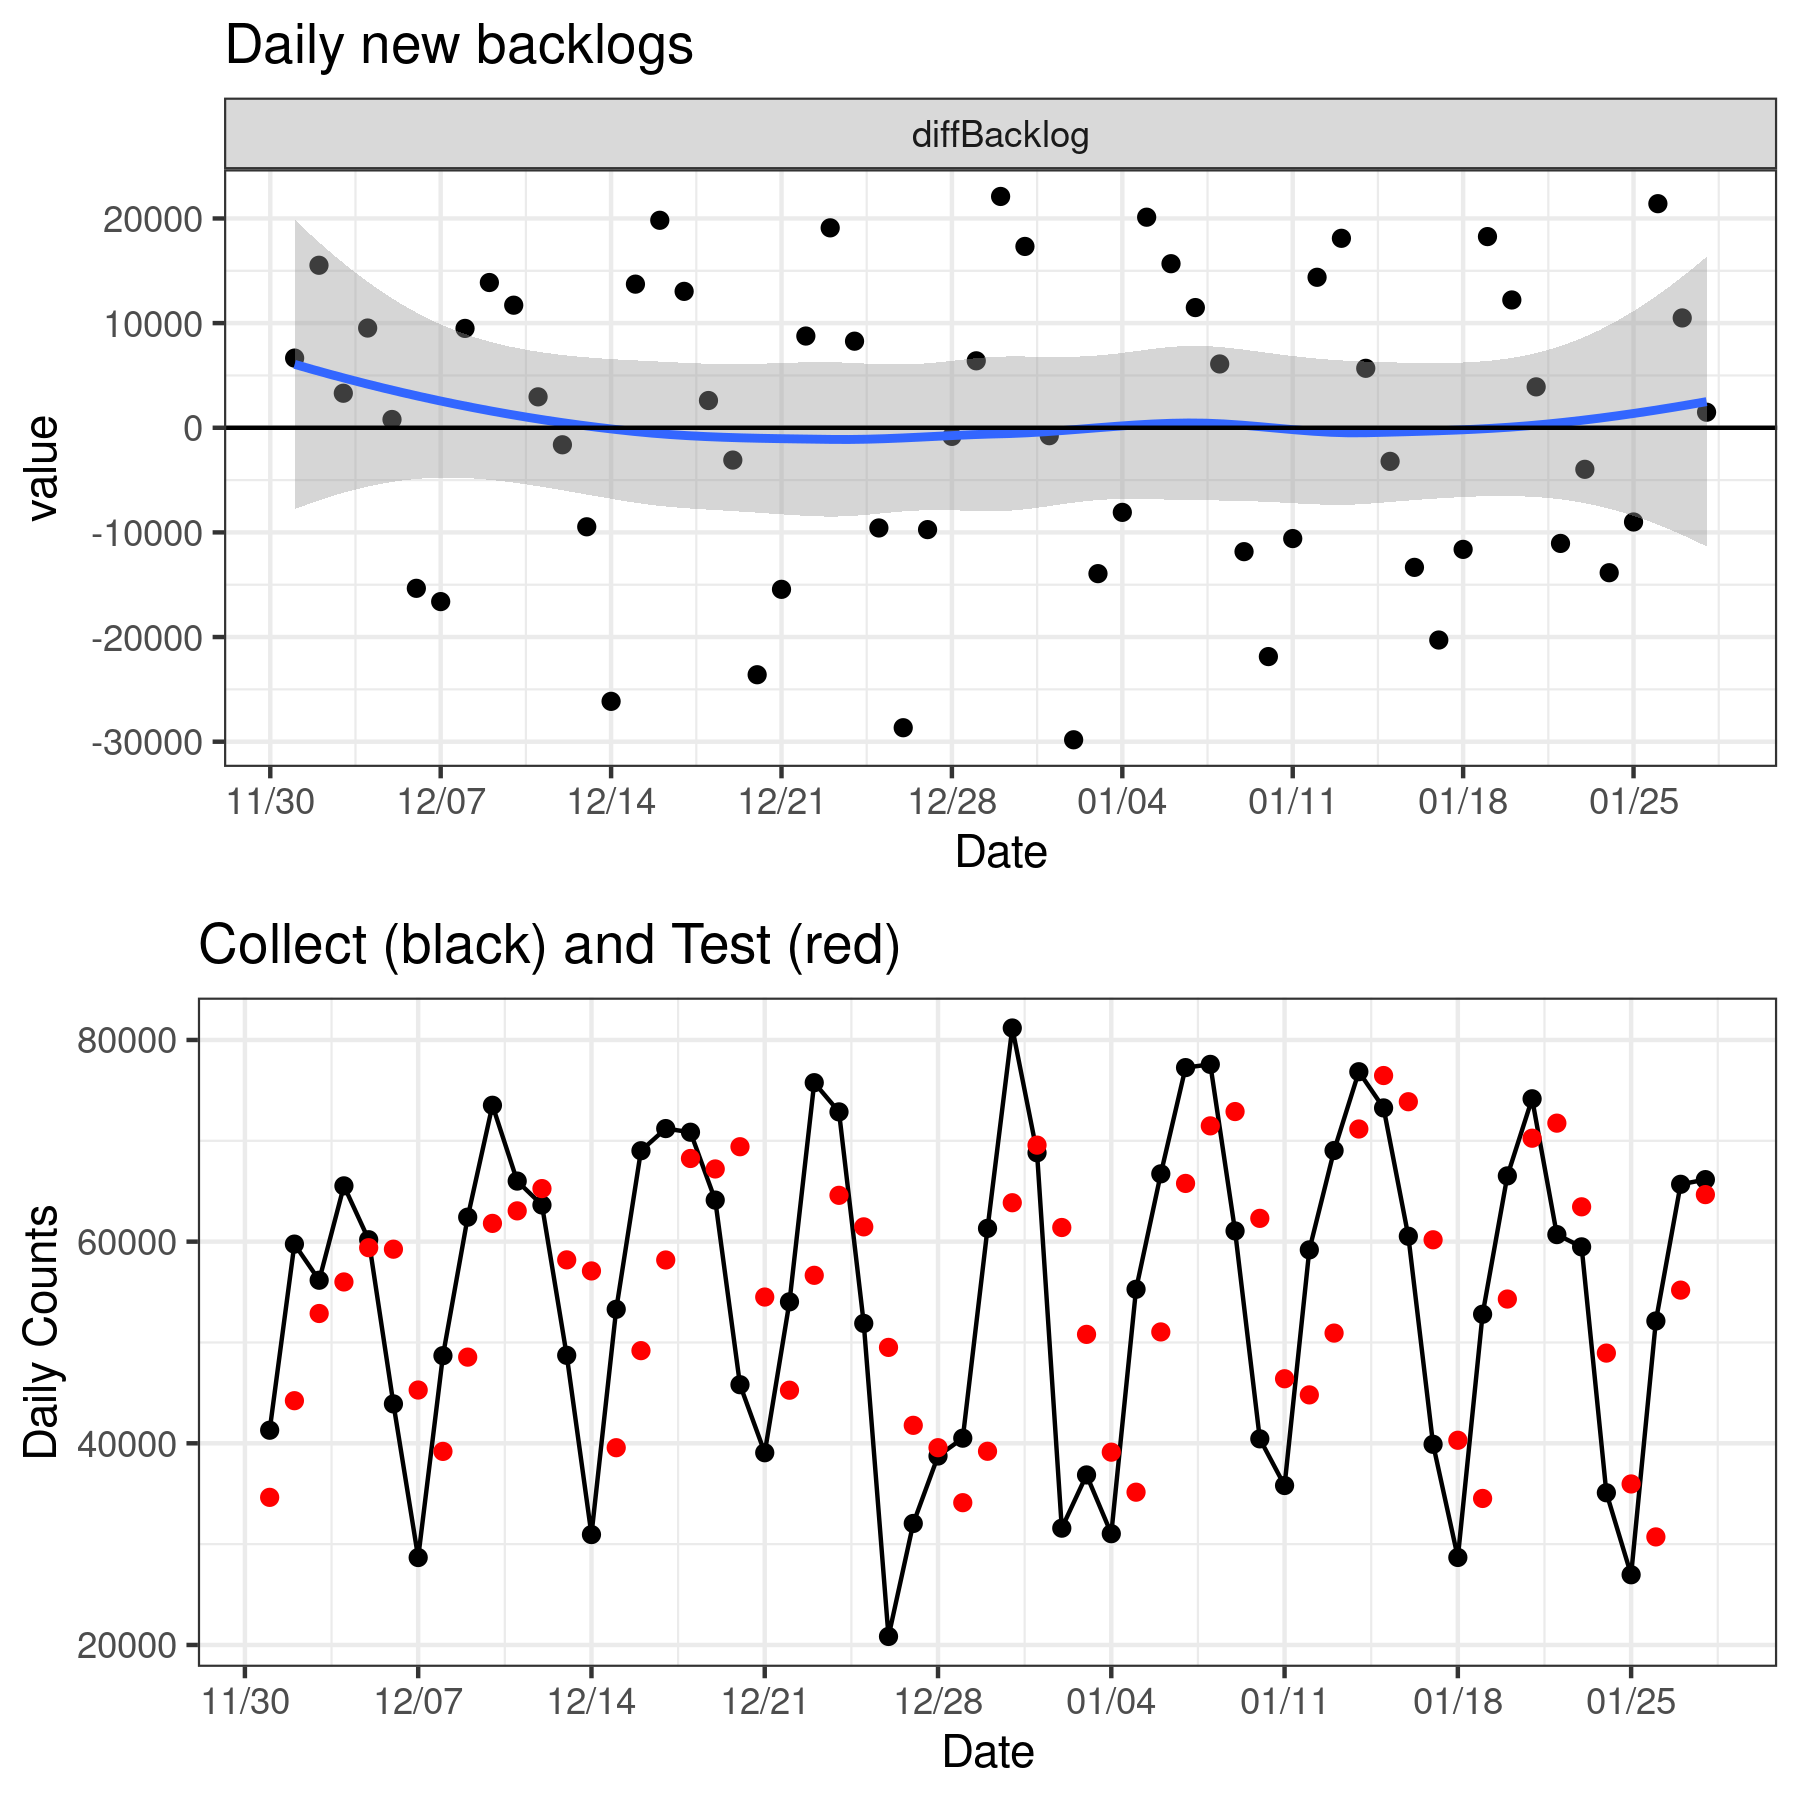 Daily new backlogs
diffBacklog
value
20000
10000
0
-10000
-20000
-30000
11/30 12/07 12/14 12/21 12/28 01/04 01/11 01/18 01/25
Date
Collect (black) and Test (red)
Daily Counts
80000
60000
40000
20000
11/30 12/07 12/14 12/21 12/28 01/04 01/11 01/18 01/25
Date